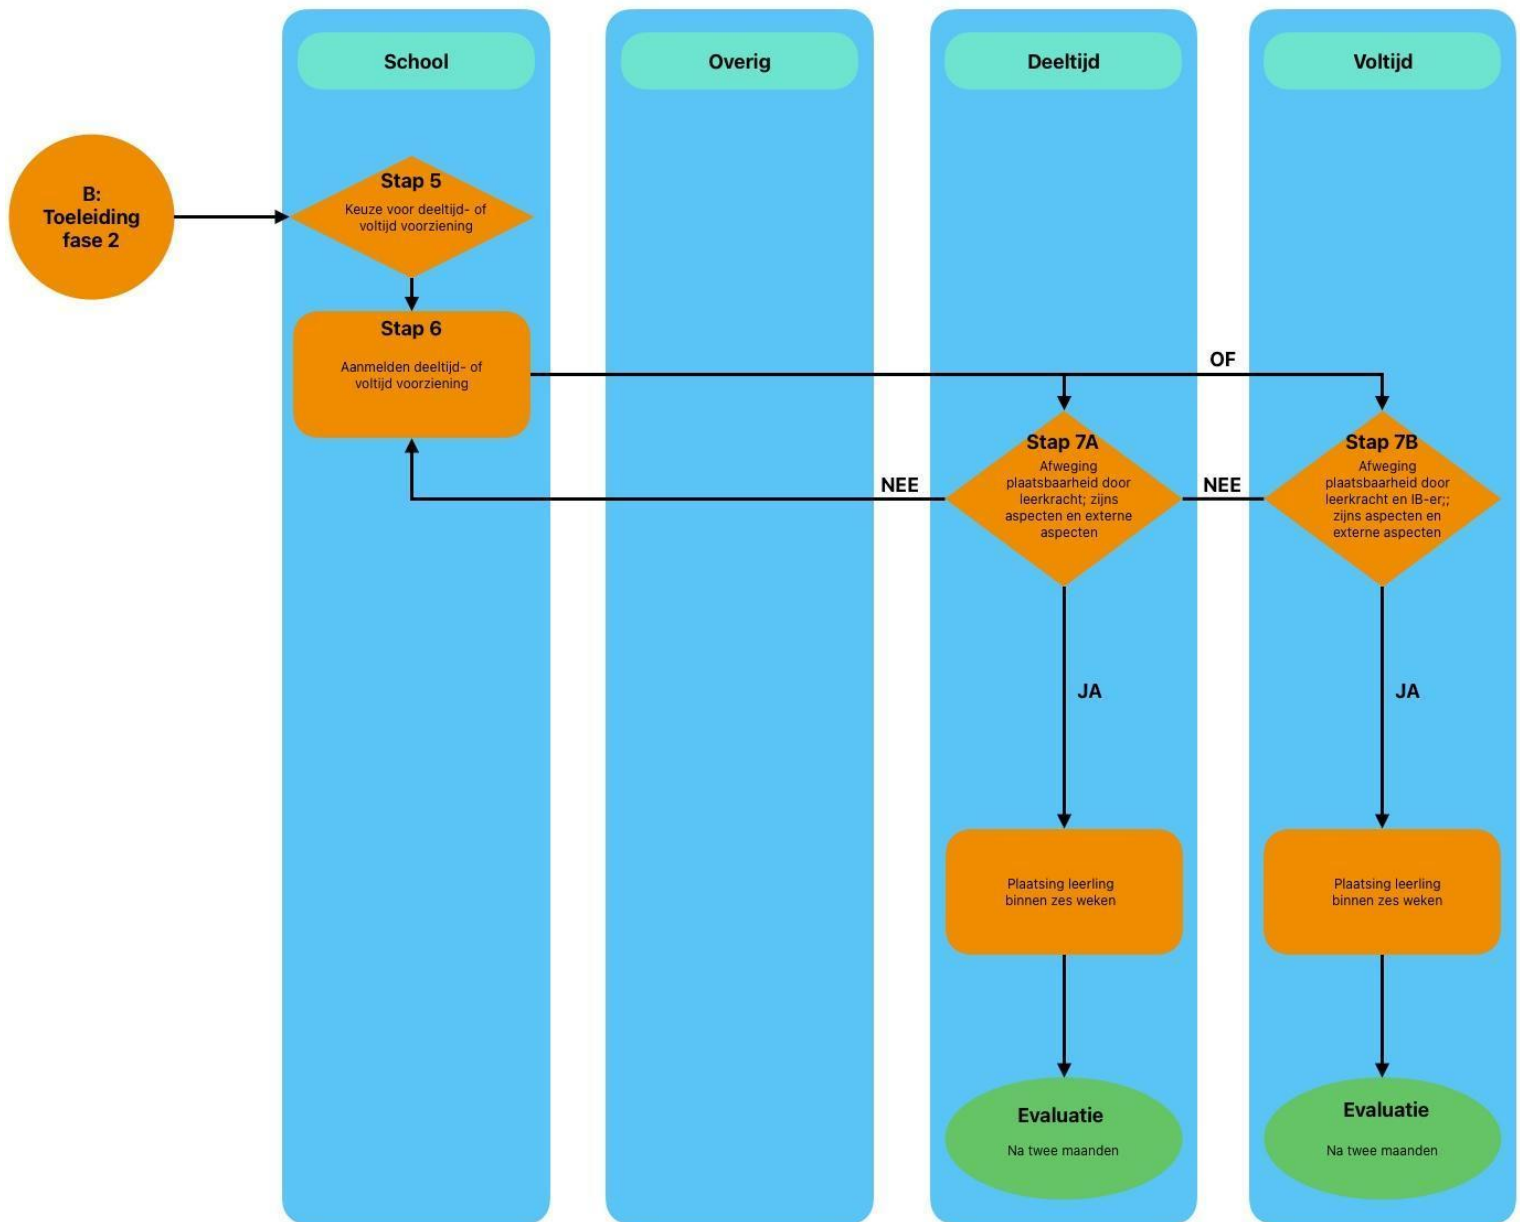 School
Overig
Deeltijd
Voltijd
B:
Toeleiding
fase 2
Stap 5
Keuze voor deeltijd- of
voltijd voorziening
Stap 6
Aanmelden deeltijd- of
voltijd voorziening
OF
Stap 7A
Afweging
plaatsbaarheid door
leerkracht; zijns
aspecten en externe
aspecten
Stap 7B
Afweging
plaatsbaarheid door
leerkracht en IB-er;;
zijns aspecten en
externe aspecten
NEE
NEE
JA
JA
Plaatsing leerling
binnen zes weken
Plaatsing leerling
binnen zes weken
Evaluatie
Na twee maanden
Evaluatie
Na twee maanden